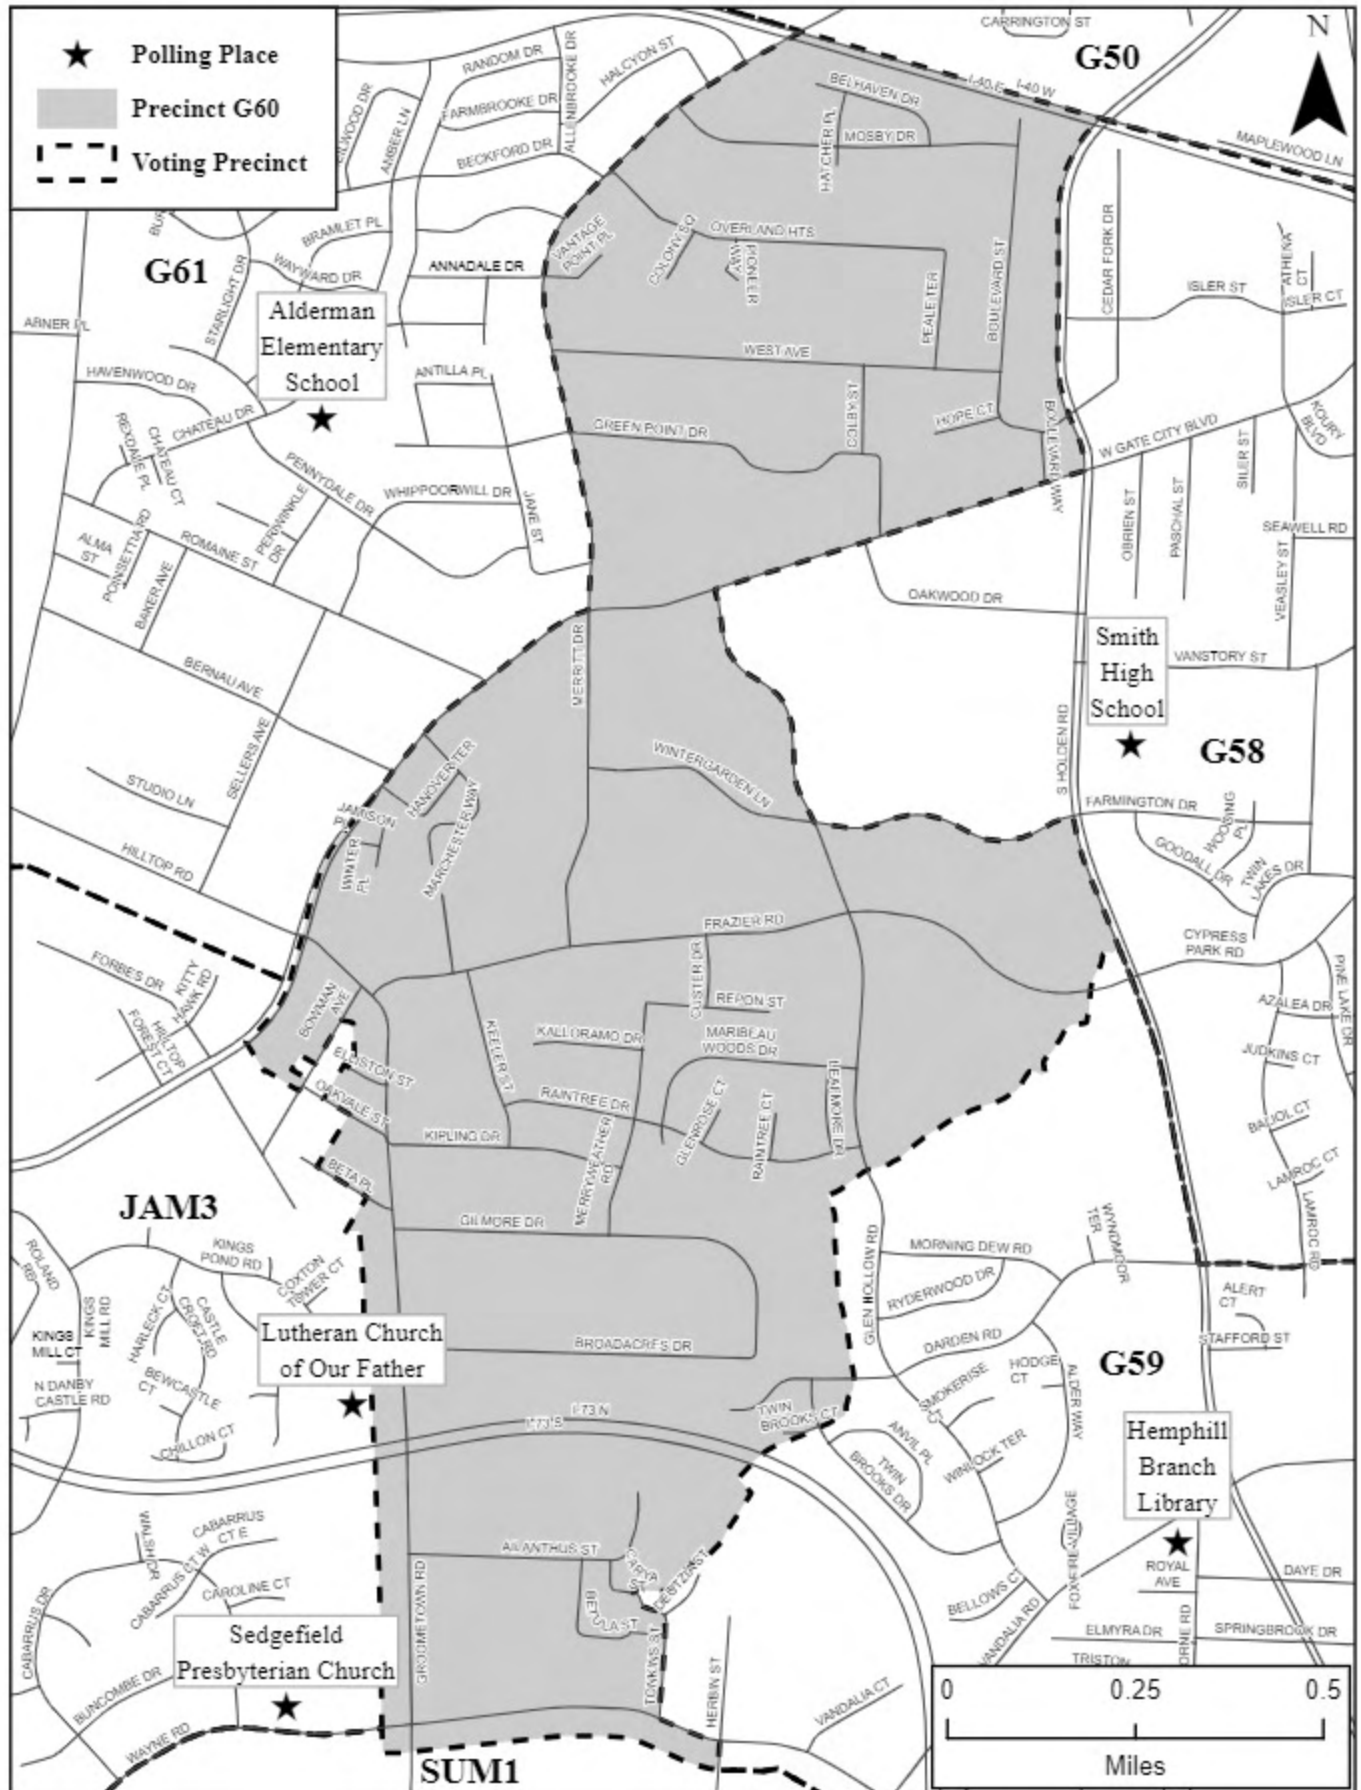 Polling Place
Precinct G60
Voting Precinct
N
CARRINGTON ST
G50
I-40 E
I-40 W
MAPLEWOOD LN
RANDOM DR
ALLENBROOKE DR
HALCYON ST
FARMBROOKE DR
AMBER LN
BECKFORD DR
BELHAVEN DR
HATCHER PL
MOSBY DR
BRAMLET PL
WAYWARD DR
G61
STARLIGHT DR
ANNADALE DR
VANTAGE
POINT PL
COLONY SQ
OVERLAND HTS
PIONEER
WAY
PEALE TER
BOULEVARD ST
CEDAR FORK DR
ISLER ST
ATHENA
CT
ISLER CT
ABNER PL
Alderman
Elementary
School
WEST AVE
HAVENWOOD DR
ANTILLA PL
CHATEAU DR
REXDALE PL
CHATEAU CT
GREEN POINT DR
COLBY ST
HOPE CT
BOULEVARD WAY
W GATE CITY BLVD
KOURY
BLVD
PENNYDALE DR
WHIPPOORWILL DR
JANE ST
PERIWINKLE
DR
ALMA
ST
POINSETTIA RD
ROMAINE ST
BAKER AVE
OBRIEN ST
PASCHAL ST
SILER ST
SEAWELL RD
VEASLEY ST
OAKWOOD DR
Smith
High
School
VANSTORY ST
BERNAU AVE
MERRITT DR
SELLERS AVE
STUDIO LN
HILLTOP RD
WINTERGARDEN LN
S HOLDEN RD
G58
HANOVER TER
MARCHESTER WAY
JAMISON
PL
WINTER
PL
FARMINGTON DR
WOOSING
PL
GOODALL DR
TWIN
LAKES DR
FRAZIER RD
CYPRESS
PARK RD
PINE LAKE DR
FORBES DR
KITTY
HAWK RD
HILLTOP
FOREST CT
BOWMAN
AVE
CUSTER DR
REPON ST
AZALEA DR
KEELER ST
KALLORAMO DR
MARIBEAU
WOODS DR
JUDKINS CT
ELLISTON ST
OAKVALE ST
RAINTREE DR
GLENROSE CT
RAINTREE CT
KIPLING DR
MERRYWEATHER
RD
LAMROC CT
LAMROC RD
BETA PL
JAM3
GILMORE DR
ROLAND
RD
KINGS
POND RD
COXTON
TOWER CT
KINGS
MILL RD
HARLECK CT
CASTLE
CROFT RD
GLEN HOLLOW RD
MORNING DEW RD
WYNDMOOR
TER
RYDERWOOD DR
ALERT
CT
STAFFORD ST
Lutheran Church
of Our Father
KINGS
MILL CT
BROADACRES DR
DARDEN RD
G59
N DANBY
CASTLE RD
BEWCASTLE
CT
CHILLON CT
HODGE
CT
SMOKERISE
CT
ALDER WAY
I-73 S
I-73 N
TWIN
BROOKS CT
ANVIL PL
TWIN
BROOKS DR
WINLOCK TER
Hemphill
Branch
Library
WALSH DR
CABARRUS
CT E
CABARRUS CT W
CAROLINE CT
CABARRUS DR
AILANTHUS ST
CARYA
ST
DEUTZIA ST
BETULA ST
FOXFIRE VILLAGE
ROYAL
AVE
DAYE DR
BELLOWS CT
VANDALIA RD
ELMYRA DR
SPRINGBROOK DR
TRISTON
ORNE RD
Sedgefield
Presbyterian Church
GROOMETOWN RD
TOMKINS ST
HERBIN ST
VANDALIA CT
BUNCOMBE DR
WAYNE RD
SUM1
0 0.25 0.5
Miles